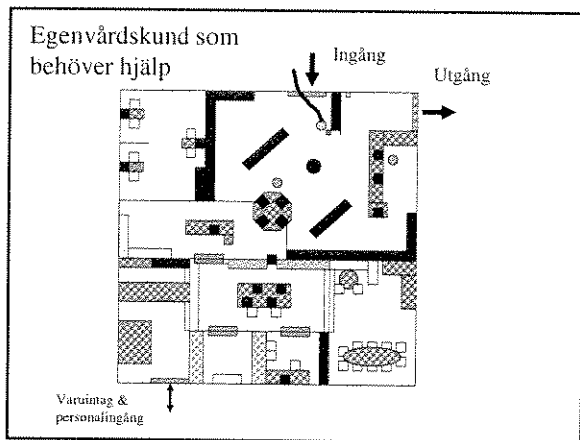 Egenvårdskund som
behöver hjälp
Ingång
Utgång
Varuintag &
personalingång